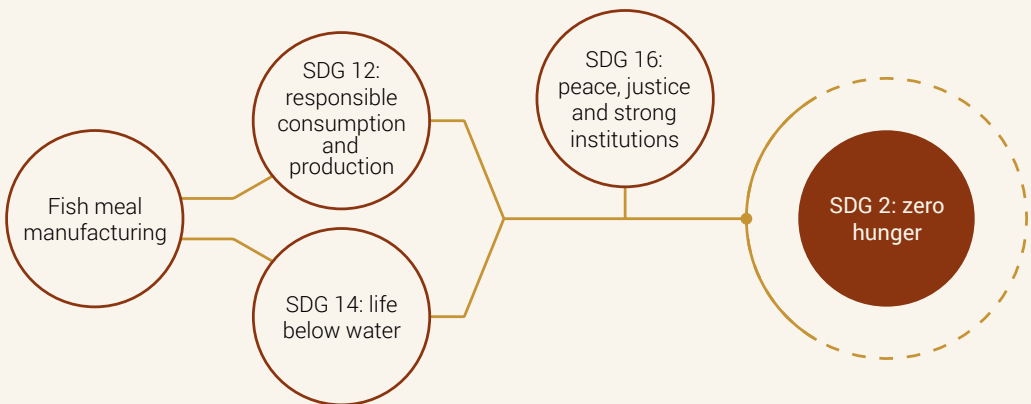 Fish meal
manufacturing
SDG 12:
responsible
consumption
and
production
SDG 14: life
below water
SDG 16:
peace, justice
and strong
institutions
SDG 2: zero
hunger